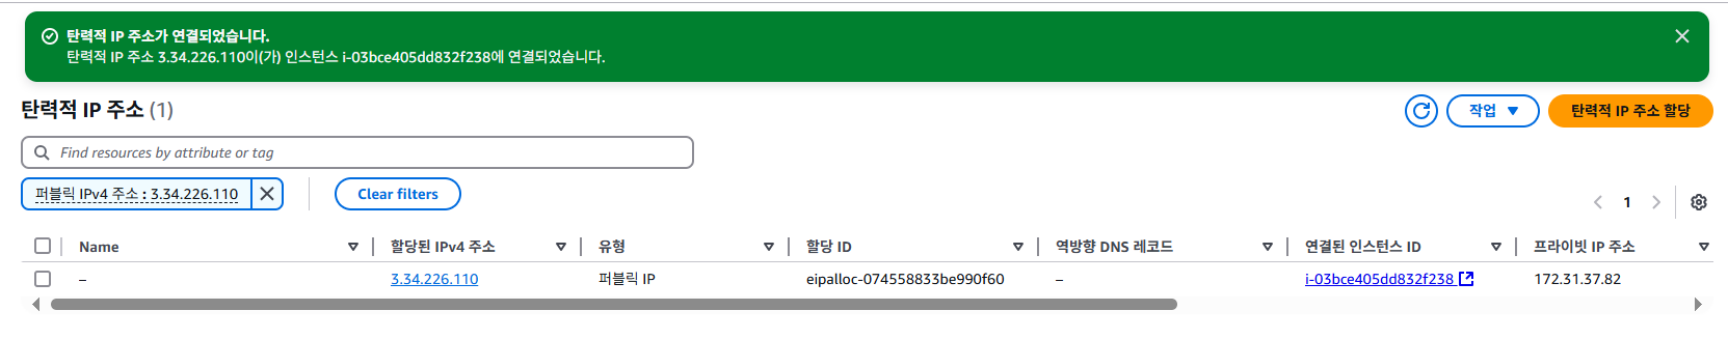 탄력적 IP 주소가 연결되었습니다.
탄력적 IP 주소 3.34.226.110이(가) 인스턴스 i-03bce405dd832f238에 연결되었습니다.
탄력적 IP 주소 (1)
작업
탄력적 IP 주소 할당
Find resources by attribute or tag
퍼블릭 IPv4 주소 : 3.34.226.110
Clear filters
1
Name 할당된 IPv4 주소 유형 할당 ID 역방향 DNS 레코드 연결된 인스턴스 ID 프라이빗 IP 주소
– 3.34.226.110 퍼블릭 IP eipalloc-074558833be990f60 – i-03bce405dd832f238 172.31.37.82